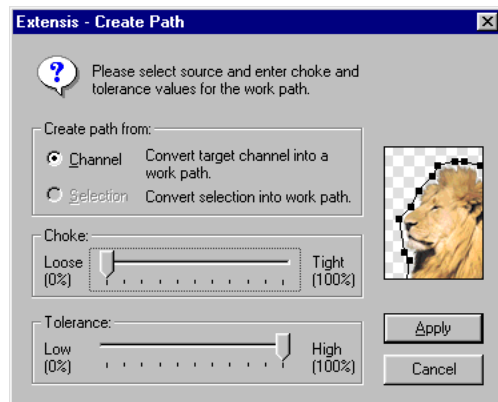 Extensis - Create Path
?
Please select source and enter choke and
tolerance values for the work path.
Create path from:
Channel Convert target channel into a
work path.
Selection Convert selection into work path.
Choke:
Loose Tight
(0%) (100%)
Tolerance:
Low High
(0%) (100%)
Apply
Cancel